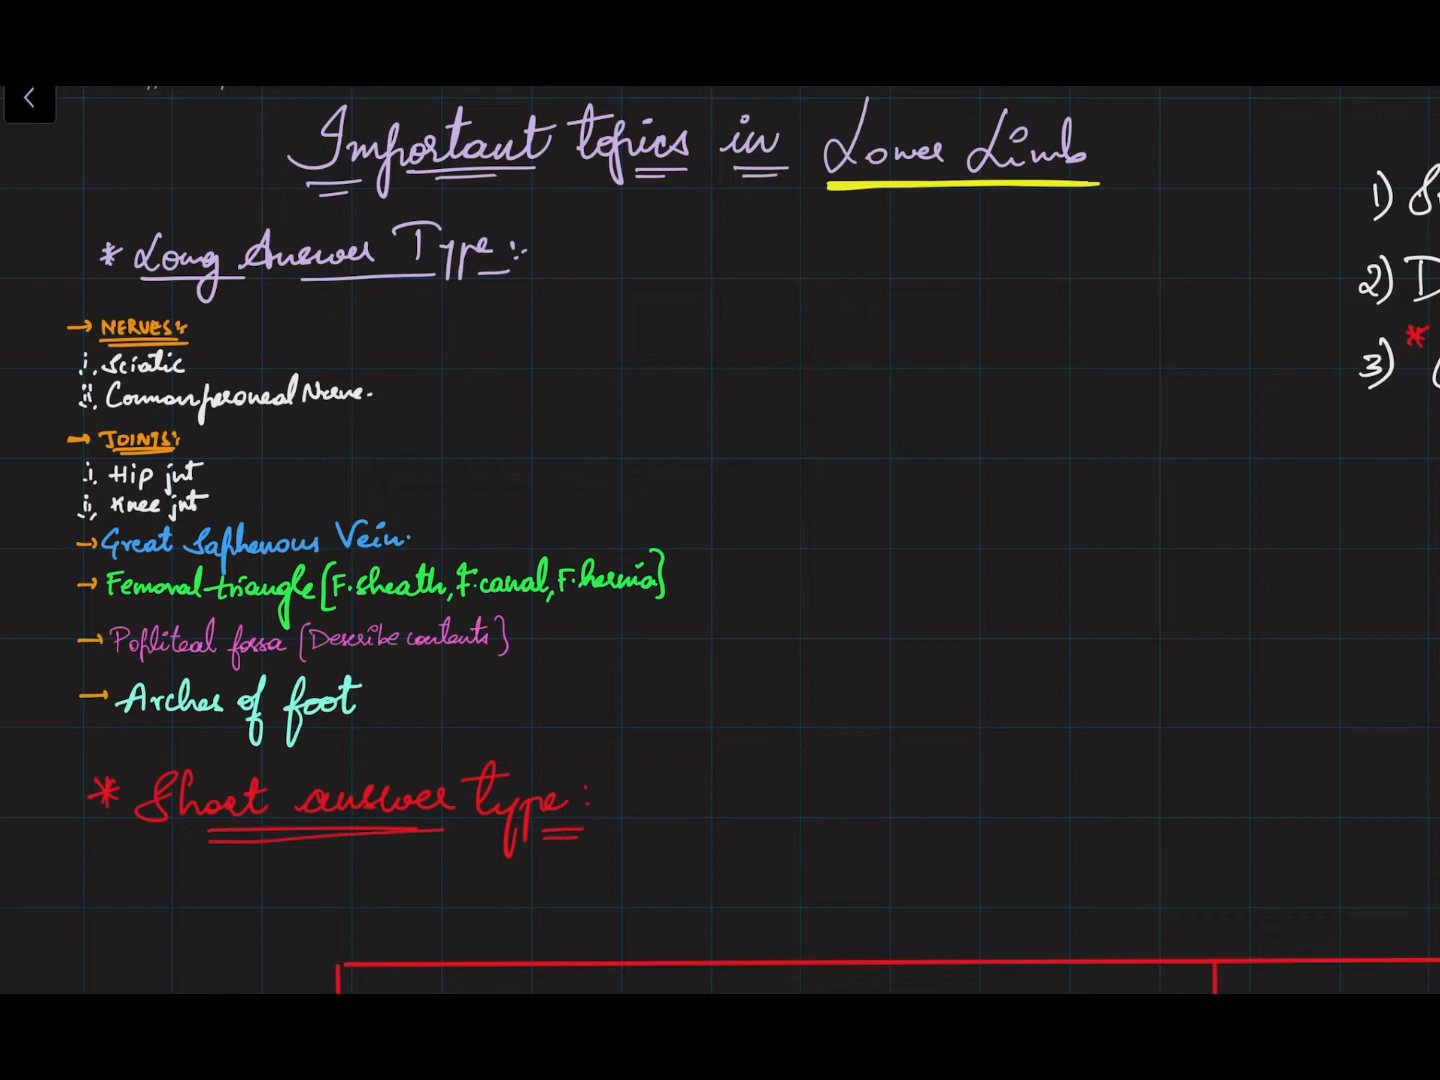 Important topics in Lower Limb
* Long Answer Type :-
→ NERVES:
i. Sciatic
ii. Common peroneal Nerve.
→ JOINTS:
i. Hip jnt
ii. Knee jnt
→ Great Saphenous Vein.
→ Femoral triangle [F. sheath, F. canal, F. hernia]
→ Popliteal fossa [Describe contents]
→ Arches of foot
* Short answer type :
1)
2) D
3) *